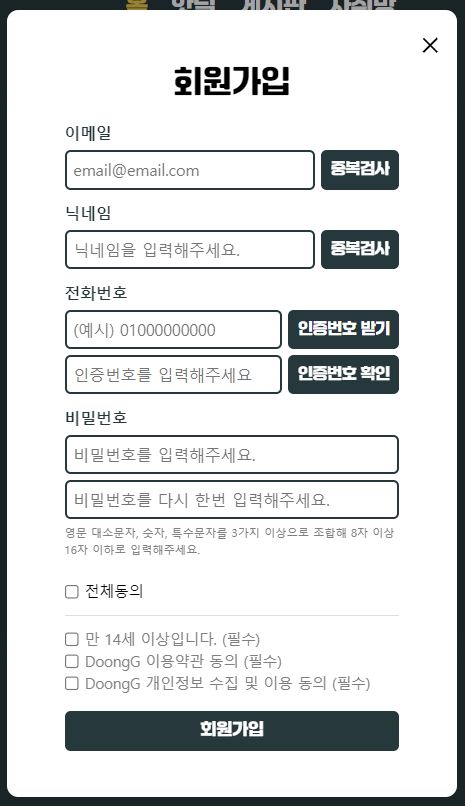 회원가입
이메일
email@email.com 중복검사
닉네임
닉네임을 입력해주세요. 중복검사
전화번호
(예시) 01000000000 인증번호 받기
인증번호를 입력해주세요 인증번호 확인
비밀번호
비밀번호를 입력해주세요.
비밀번호를 다시 한번 입력해주세요.
영문 대소문자, 숫자, 특수문자를 3가지 이상으로 조합해 8자 이상
16자 이하로 입력해주세요.
전체동의
만 14세 이상입니다. (필수)
DoongG 이용약관 동의 (필수)
DoongG 개인정보 수집 및 이용 동의 (필수)
회원가입